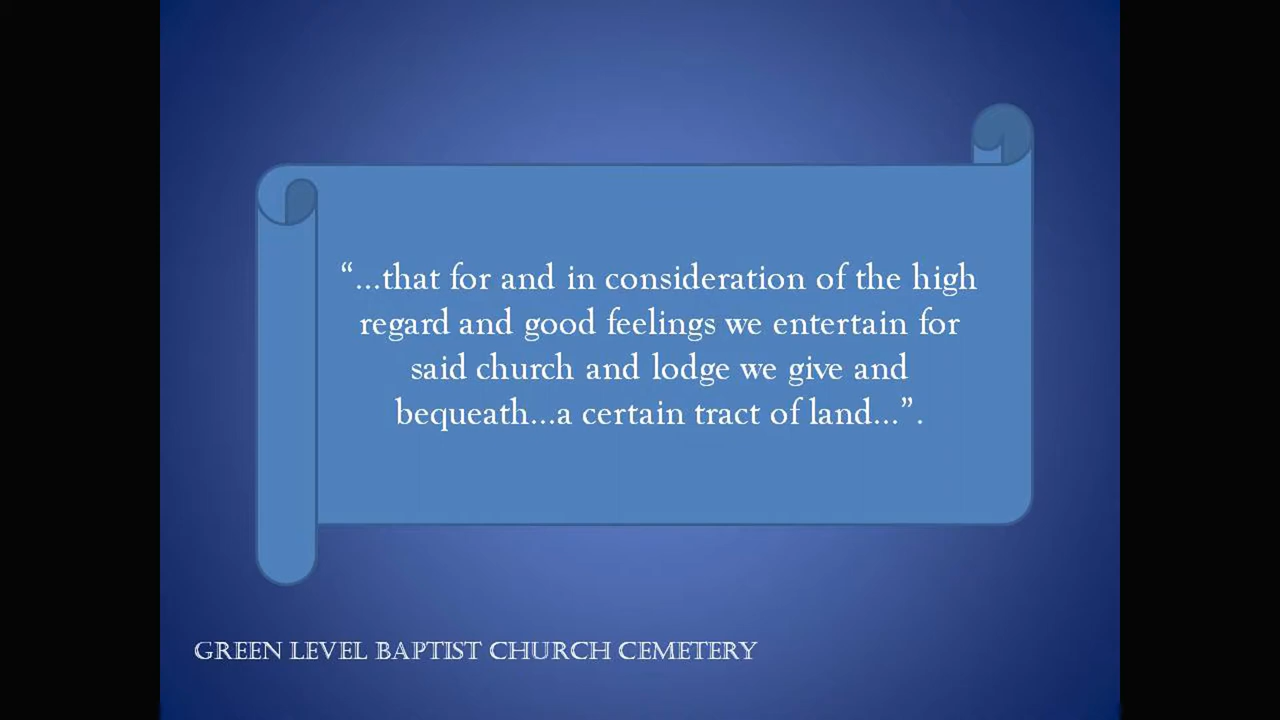 “...that for and in consideration of the high
regard and good feelings we entertain for
said church and lodge we give and
bequeath...a certain tract of land...”.
GREEN LEVEL BAPTIST CHURCH CEMETERY